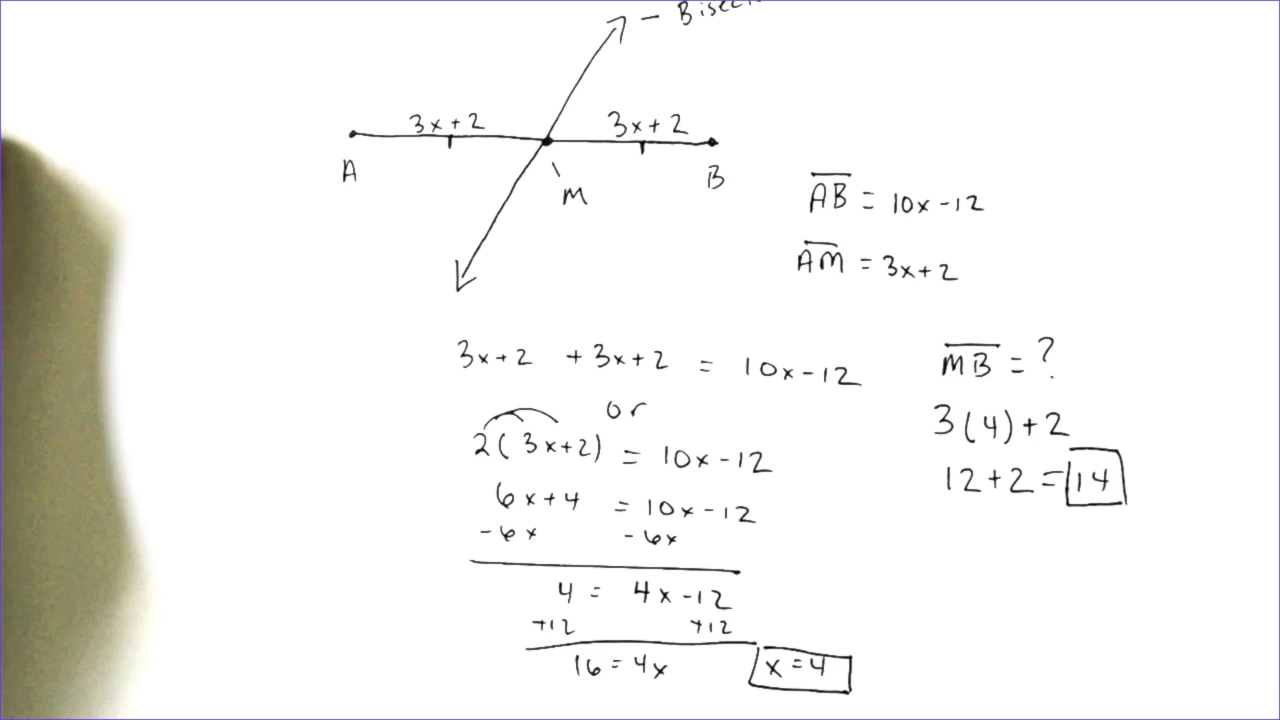 3x+2 3x+2
A M B
AB = 10x-12
AM = 3x+2
3x+2 +3x+2 = 10x-12
MB = ?
or
3(4)+2
2(3x+2) = 10x-12
12+2=14
6x+4 = 10x-12
-6x -6x
4 = 4x-12
+12 +12
16=4x x=4